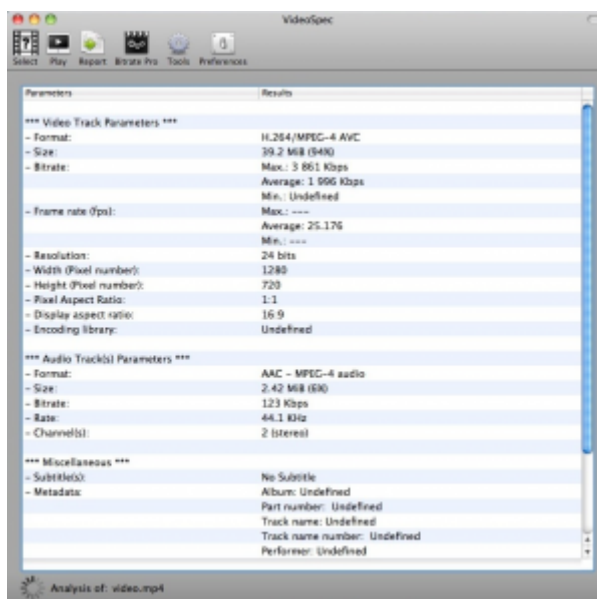 VideoSpec
Select Play Report Bitrate Pro Tools Preferences
Parameters Results
*** Video Track Parameters ***
- Format: H.264/MPEG-4 AVC
- Size: 39.2 MiB (94%)
- Bitrate: Max.: 3 861 Kbps
Average: 1 996 Kbps
Min.: Undefined
- Frame rate (fps): Max.: ---
Average: 25.176
Min.: ---
- Resolution: 24 bits
- Width (Pixel number): 1280
- Height (Pixel number): 720
- Pixel Aspect Ratio: 1:1
- Display aspect ratio: 16:9
- Encoding library: Undefined
*** Audio Track(s) Parameters ***
- Format: AAC - MPEG-4 audio
- Size: 2.42 MiB (6%)
- Bitrate: 123 Kbps
- Rate: 44.1 KHz
- Channel(s): 2 (stereo)
*** Miscellaneous ***
- Subtitle(s): No Subtitle
- Metadata: Album: Undefined
Part number: Undefined
Track name: Undefined
Track name number: Undefined
Performer: Undefined
Analysis of: video.mp4